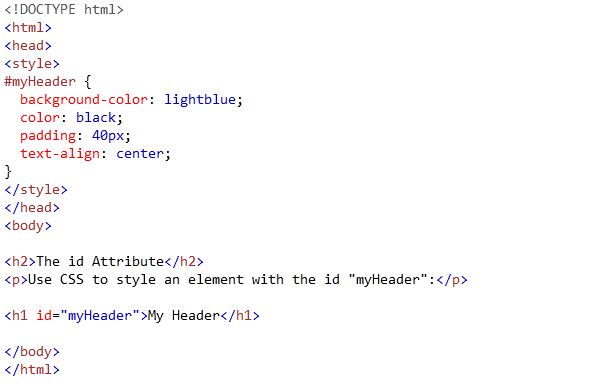 <!DOCTYPE html>
<html>
<head>
<style>
#myHeader {
  background-color: lightblue;
  color: black;
  padding: 40px;
  text-align: center;
}
</style>
</head>
<body>

<h2>The id Attribute</h2>
<p>Use CSS to style an element with the id "myHeader":</p>

<h1 id="myHeader">My Header</h1>

</body>
</html>